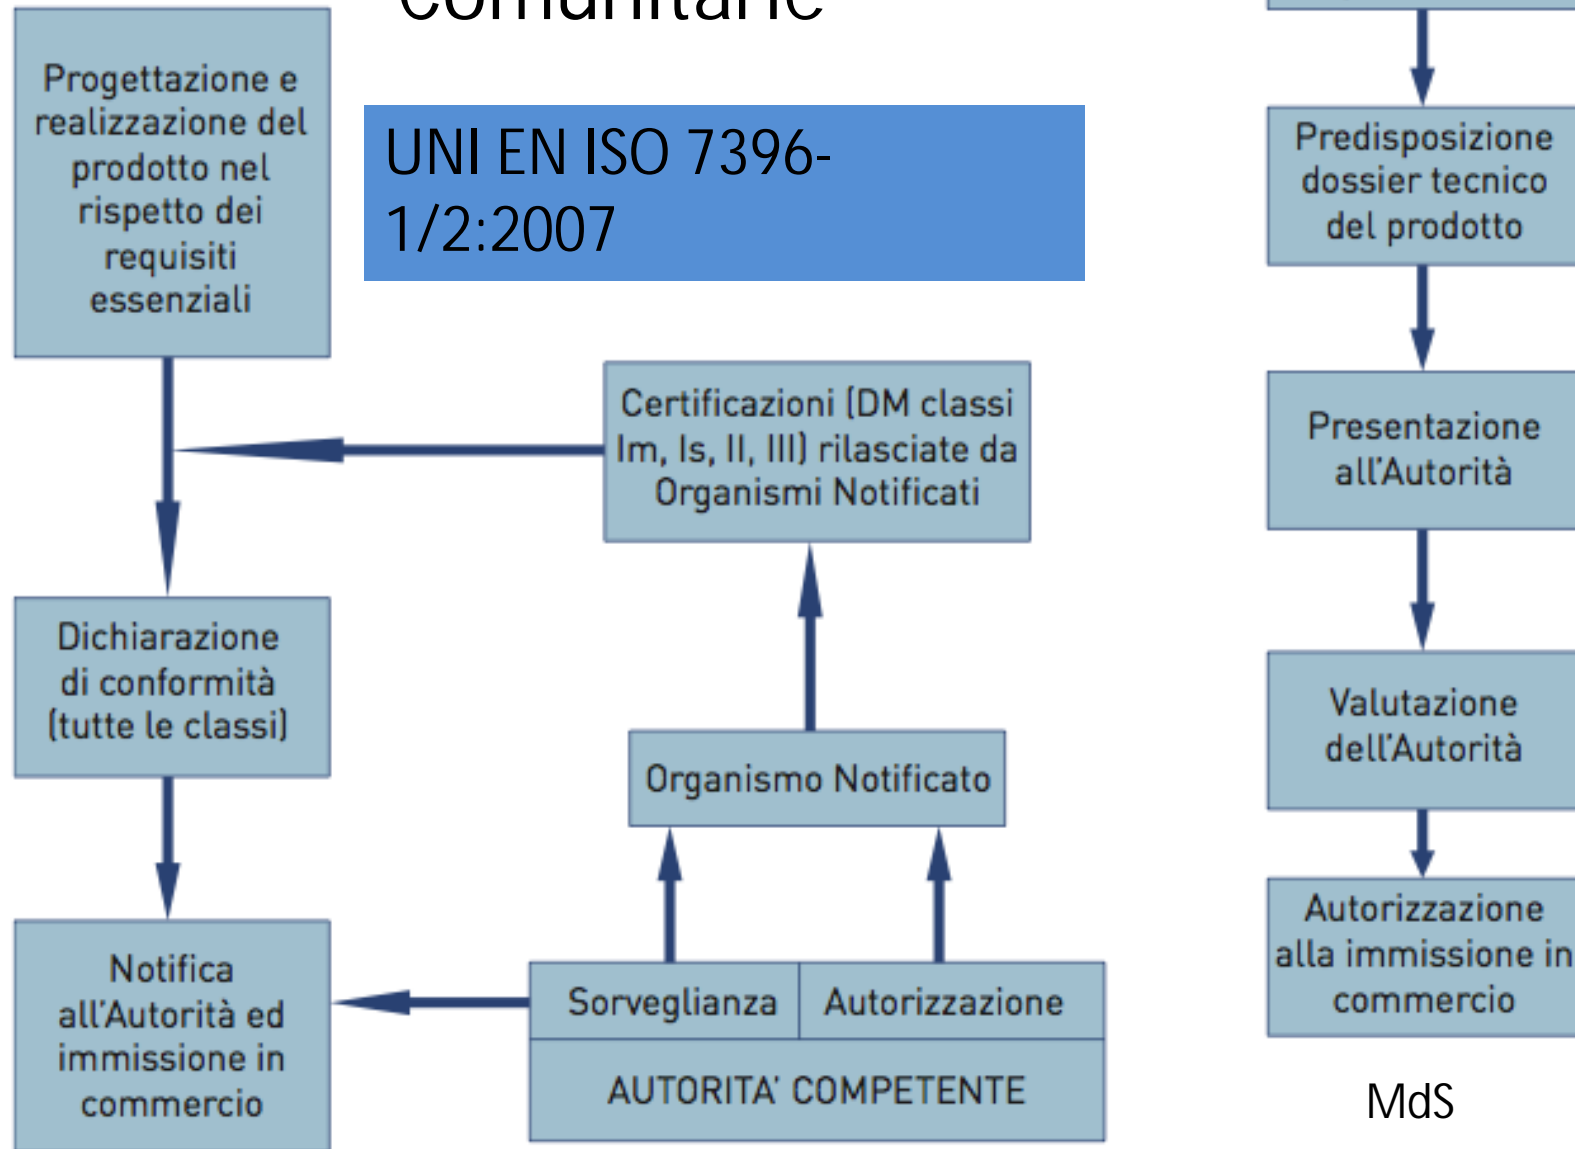 comunitarie
Progettazione e
realizzazione del
prodotto nel
rispetto dei
requisiti
essenziali
UNI EN ISO 7396-
1/2:2007
Certificazioni (DM classi
Im, Is, II, III) rilasciate da
Organismi Notificati
Dichiarazione
di conformità
(tutte le classi)
Organismo Notificato
Notifica
all'Autorità ed
immissione in
commercio
Sorveglianza
Autorizzazione
AUTORITA' COMPETENTE
Predisposizione
dossier tecnico
del prodotto
Presentazione
all'Autorità
Valutazione
dell'Autorità
Autorizzazione
alla immissione in
commercio
MdS